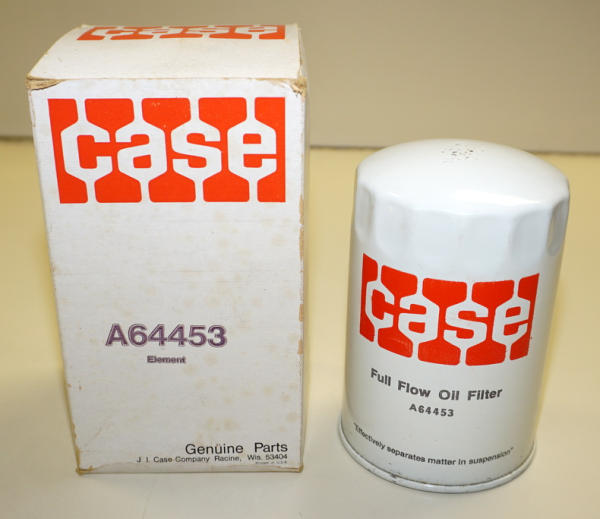 case
A64453
Element
Genuine Parts
J. I. Case Company Racine, Wis. 53404
case
Full Flow Oil Filter
A64453
"Effectively separates matter in suspension"